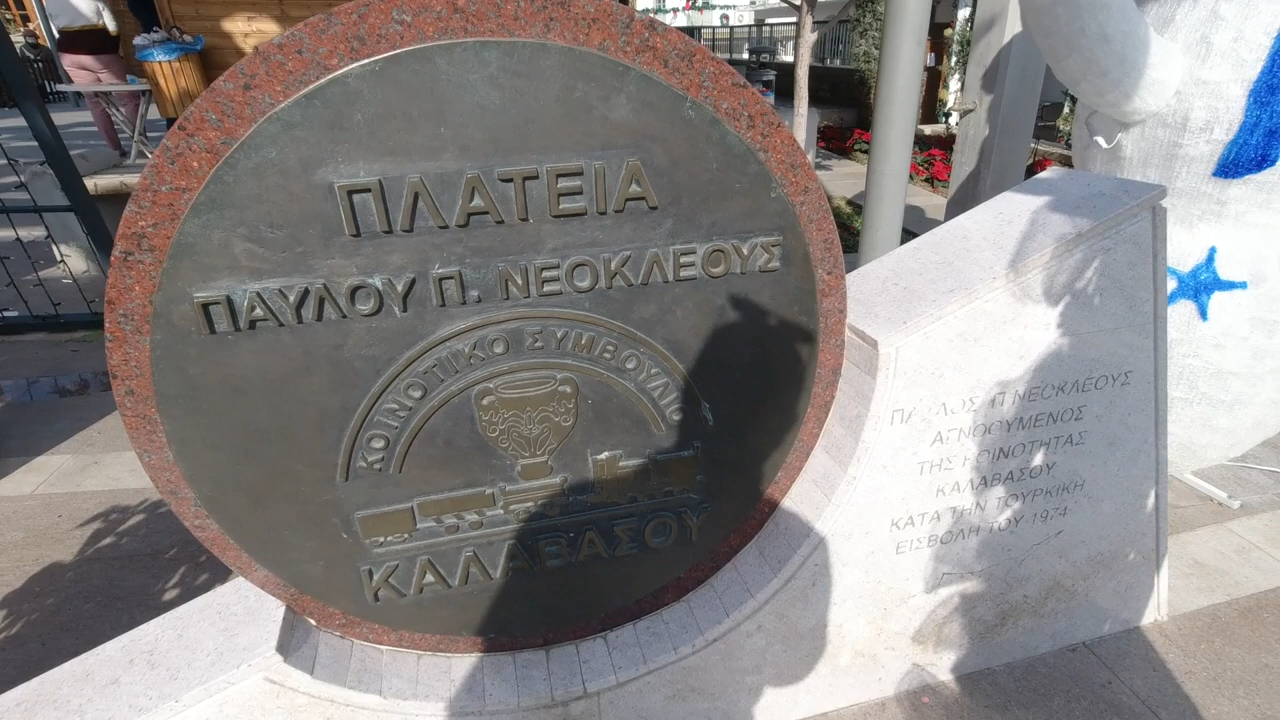 ΠΛΑΤΕΙΑ
ΠΑΥΛΟΥ Π. ΝΕΟΚΛΕΟΥΣ
ΚΟΙΝΟΤΙΚΟ ΣΥΜΒΟΥΛΙΟ
ΚΑΛΑΒΑΣΟΥ
ΠΑΥΛΟΣ Π ΝΕΟΚΛΕΟΥΣ
ΑΓΝΟΟΥΜΕΝΟΣ
ΤΗΣ ΚΟΙΝΟΤΗΤΑΣ
ΚΑΛΑΒΑΣΟΥ
ΚΑΤΑ ΤΗΝ ΤΟΥΡΚΙΚΗ
ΕΙΣΒΟΛΗ ΤΟΥ 1974